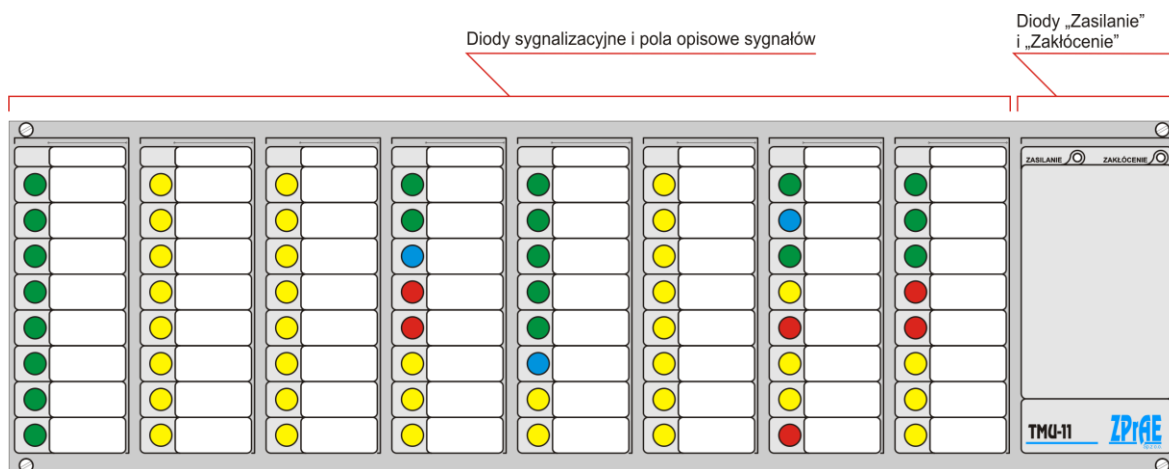 Diody sygnalizacyjne i pola opisowe sygnałów
Diody „Zasilanie”
i „Zakłócenie”
ZASILANIE
ZAKŁÓCENIE
TMU-11
ZPrAE